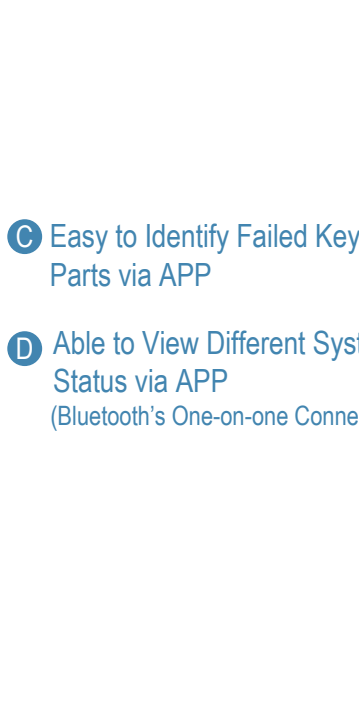 C Easy to Identify Failed Key
Parts via APP
D Able to View Different
Status via APP
(Bluetooth's One-on-one